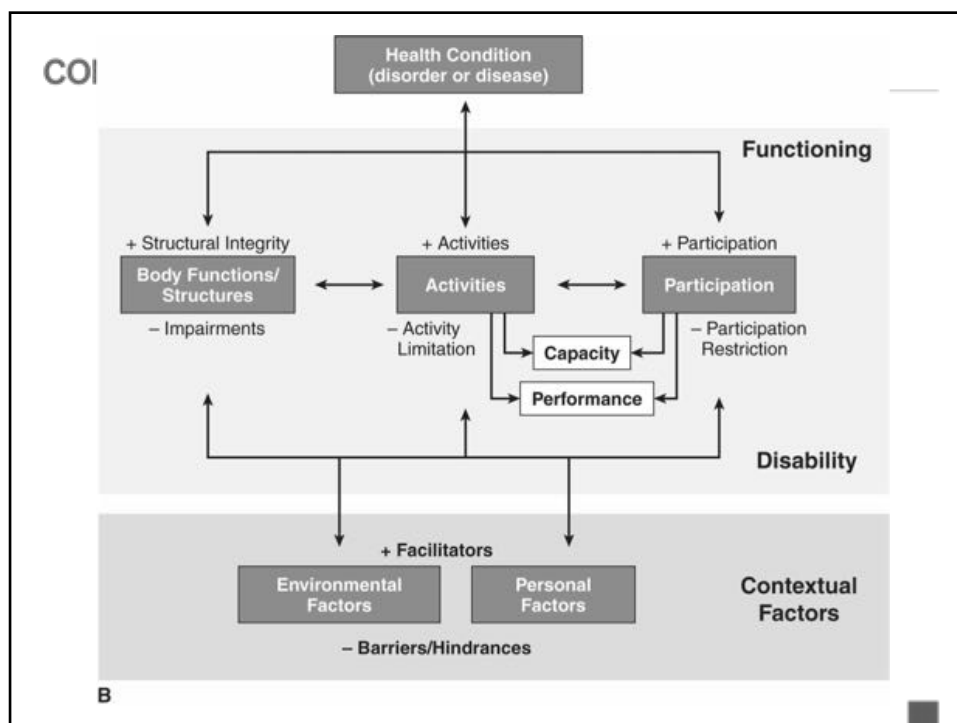 Health Condition
(disorder or disease)
Functioning
+ Structural Integrity
Body Functions/
Structures
– Impairments
+ Activities
Activities
– Activity
Limitation
+ Participation
Participation
– Participation
Restriction
Capacity
Performance
Disability
+ Facilitators
Environmental
Factors
Personal
Factors
– Barriers/Hindrances
Contextual
Factors
B